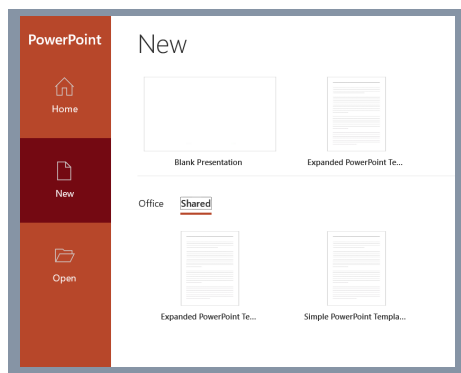 PowerPoint
New
Home
Blank Presentation
Expanded PowerPoint Te...
New
Office
Shared
Open
Expanded PowerPoint Te...
Simple PowerPoint Templa...